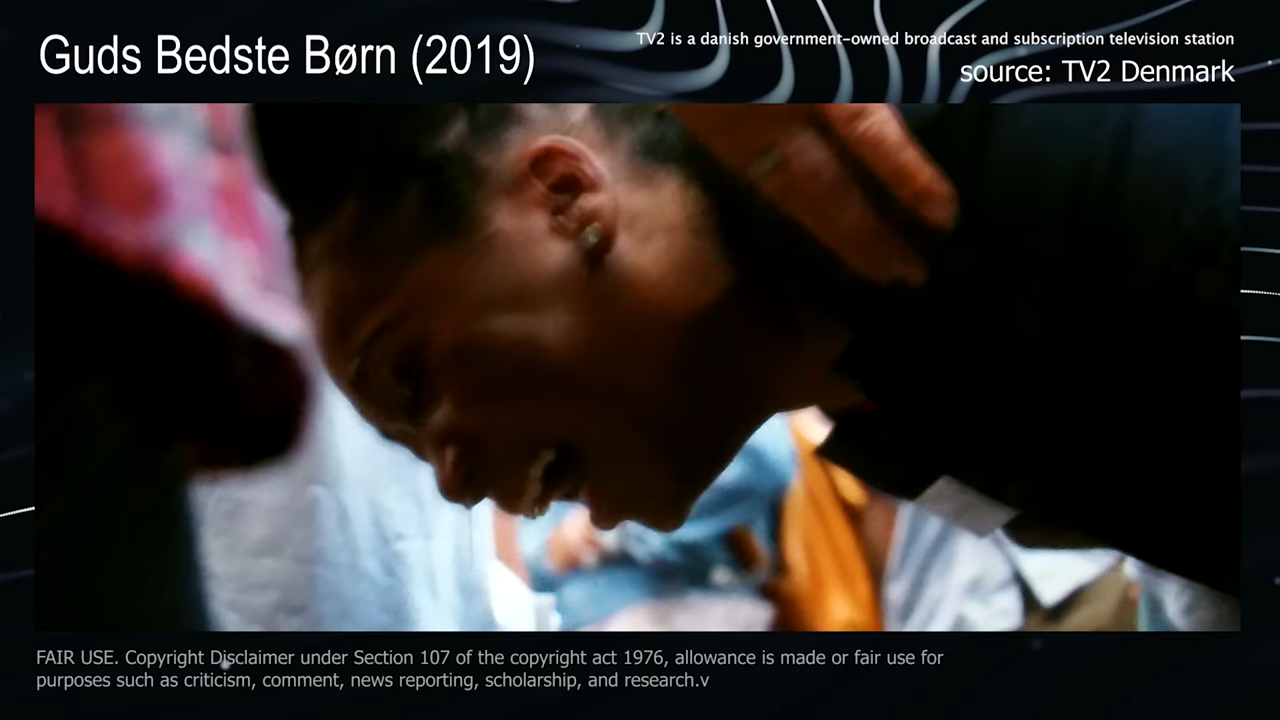 Guds Bedste Børn (2019)
TV2 is a danish government-owned broadcast and subscription television station
source: TV2 Denmark
FAIR USE. Copyright Disclaimer under Section 107 of the copyright act 1976, allowance is made or fair use for
purposes such as criticism, comment, news reporting, scholarship, and research.v